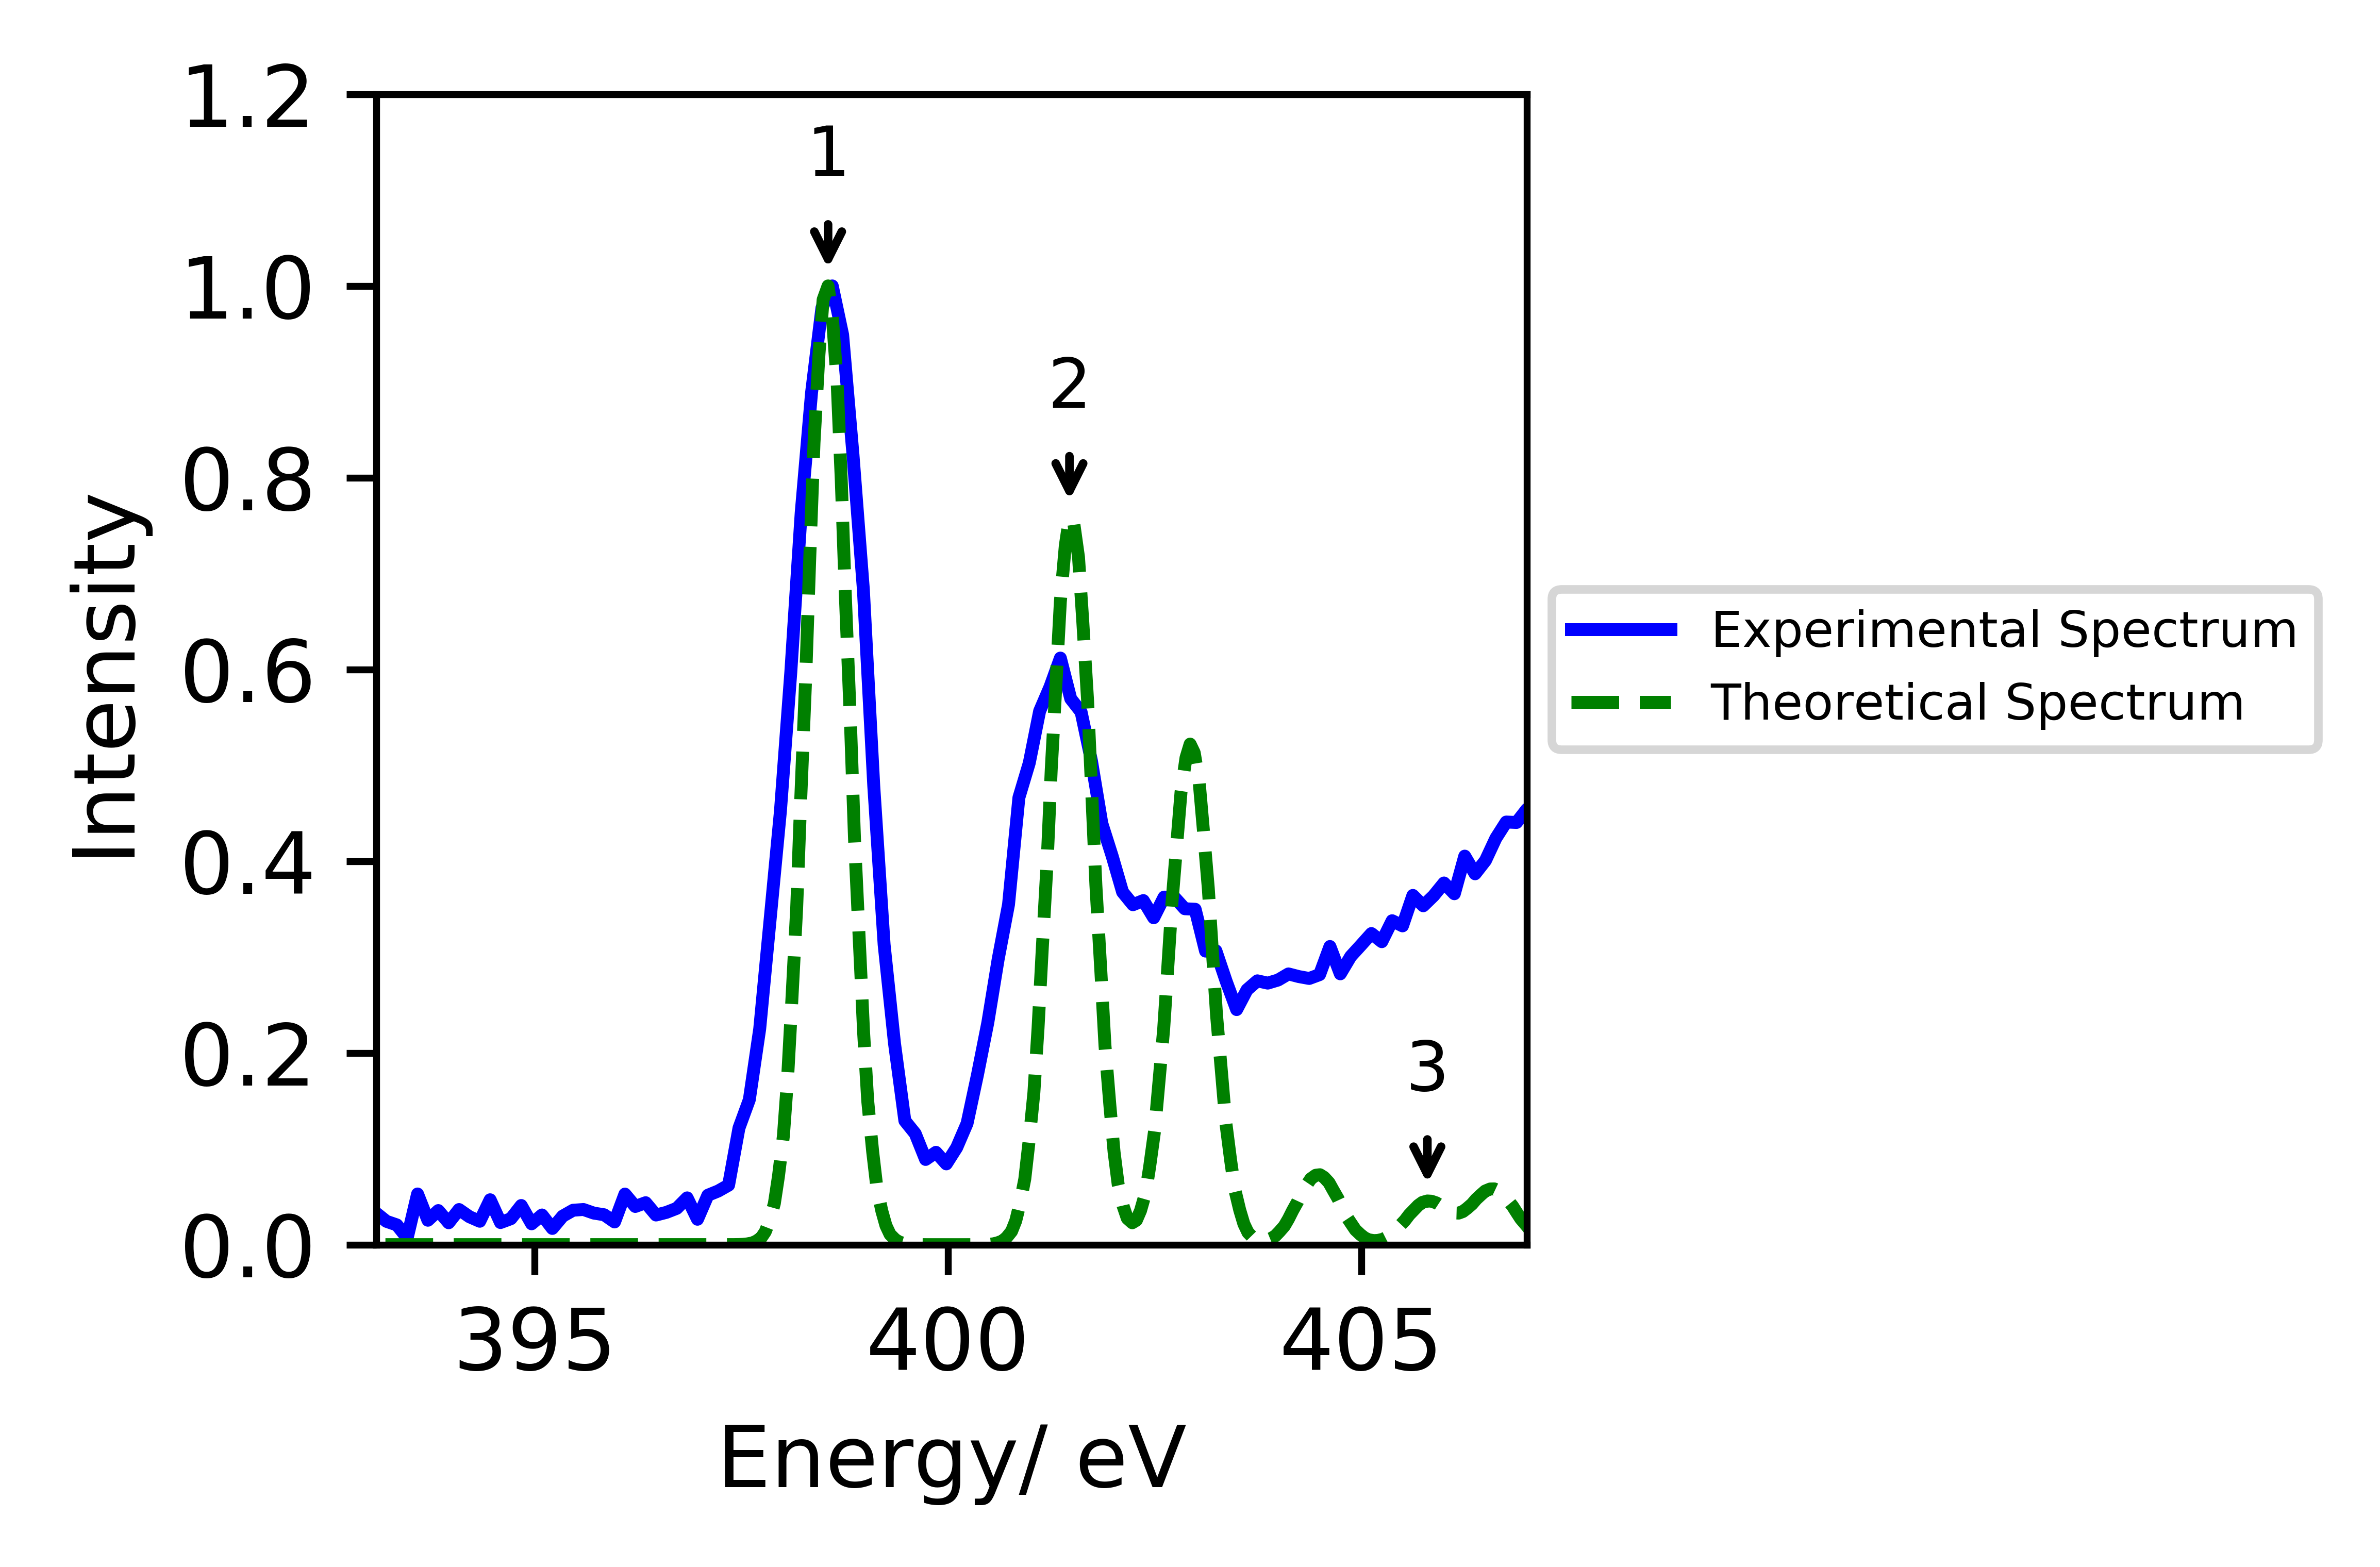 1.2
1.0
0.8
0.6
0.4
0.2
0.0
Intensity
1
2
3
Experimental Spectrum
Theoretical Spectrum
395 400 405
Energy/ eV